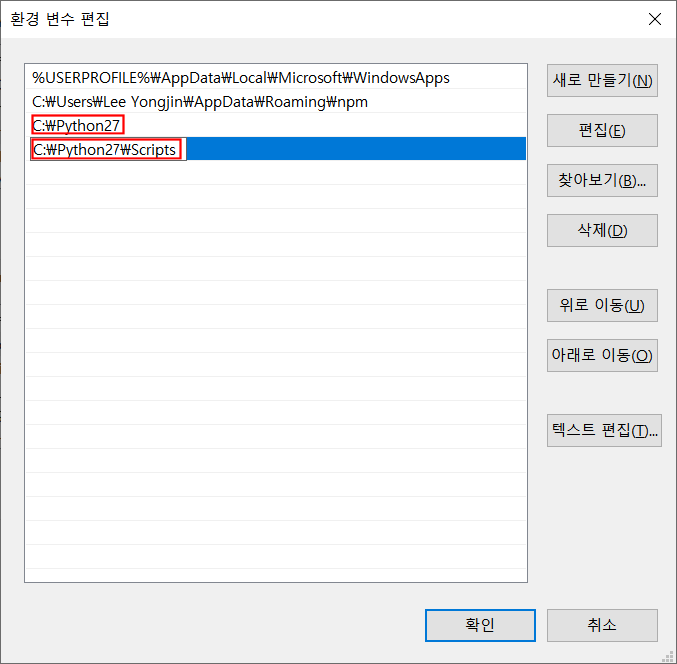 환경 변수 편집
%USERPROFILE%₩AppData₩Local₩Microsoft₩WindowsApps
C:₩Users₩Lee Yongjin₩AppData₩Roaming₩npm
C:₩Python27
C:₩Python27₩Scripts
새로 만들기(N)
편집(E)
찾아보기(B)...
삭제(D)
위로 이동(U)
아래로 이동(O)
텍스트 편집(T)...
확인
취소